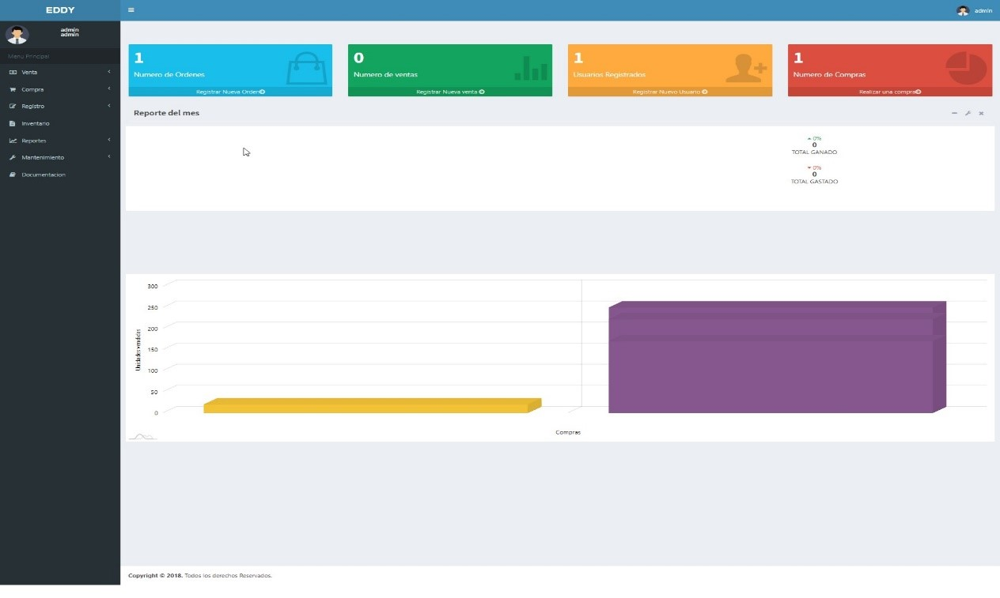 EDDY
admin
admin
admin
Menu Principal
Venta
Compra
Registro
Inventario
Reportes
Mantenimiento
Documentacion
1
Numero de Ordenes
Registrar Nueva Orden
0
Numero de ventas
Registrar Nueva venta
1
Usuarios Registrados
Registrar Nuevo Usuario
1
Numero de Compras
Realizar una compra
Reporte del mes
0%
0
TOTAL GANADO
0%
0
TOTAL GASTADO
300
250
200
150
100
50
0
Unidades vendidas
Compras
Copyright © 2018. Todos los derechos Reservados.